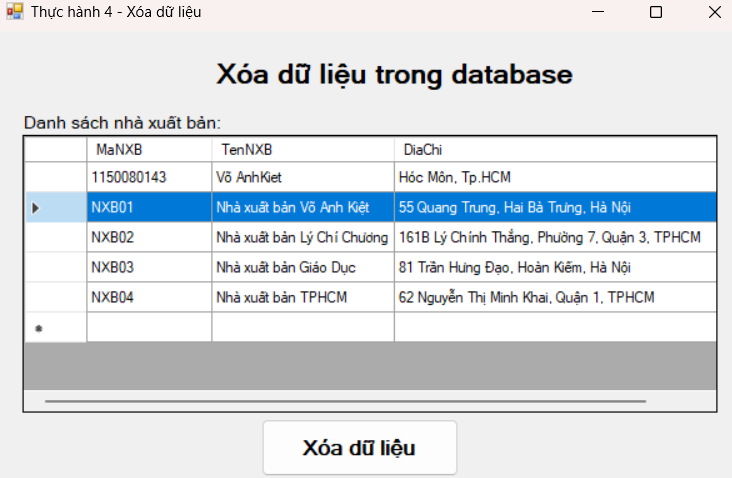 Thực hành 4 - Xóa dữ liệu
Xóa dữ liệu trong database
Danh sách nhà xuất bản:
MaNXB TenNXB DiaChi
1150080143 Võ AnhKiet Hóc Môn, Tp.HCM
NXB01 Nhà xuất bản Võ Anh Kiệt 55 Quang Trung, Hai Bà Trưng, Hà Nội
NXB02 Nhà xuất bản Lý Chí Chương 161B Lý Chính Thắng, Phường 7, Quận 3, TPHCM
NXB03 Nhà xuất bản Giáo Dục 81 Trần Hưng Đạo, Hoàn Kiếm, Hà Nội
NXB04 Nhà xuất bản TPHCM 62 Nguyễn Thị Minh Khai, Quận 1, TPHCM
Xóa dữ liệu